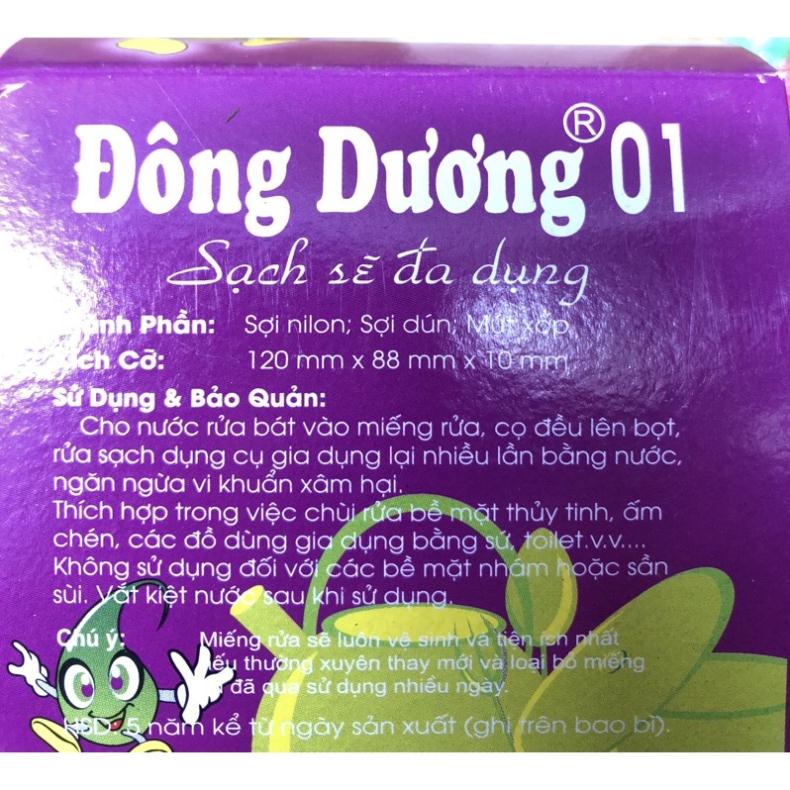 Đông Dương® 01
Sạch sẽ đa dụng
Thành Phần: Sợi nilon; Sợi dún; Mút xốp
Kích Cỡ: 120 mm x 88 mm x 10 mm
Sử Dụng & Bảo Quản:
Cho nước rửa bát vào miếng rửa, cọ đều lên bọt,
rửa sạch dụng cụ gia dụng lại nhiều lần bằng nước,
ngăn ngừa vi khuẩn xâm hại.
Thích hợp trong việc chùi rửa bề mặt thủy tinh, ấm
chén, các đồ dùng gia dụng bằng sứ, toilet.v.v....
Không sử dụng đối với các bề mặt nhám hoặc sần
sùi. Vắt kiệt nước sau khi sử dụng.
Chú ý: Miếng rửa sẽ luôn vệ sinh và tiện ích nhất
nếu thường xuyên thay mới và loại bỏ miếng
đã qua sử dụng nhiều ngày.
HSD: 5 năm kể từ ngày sản xuất (ghi trên bao bì).